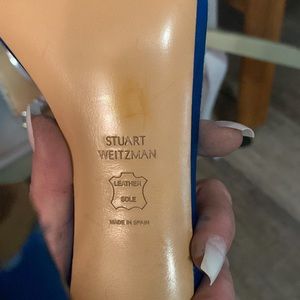 STUART
WEITZMAN
LEATHER
SOLE
MADE IN SPAIN